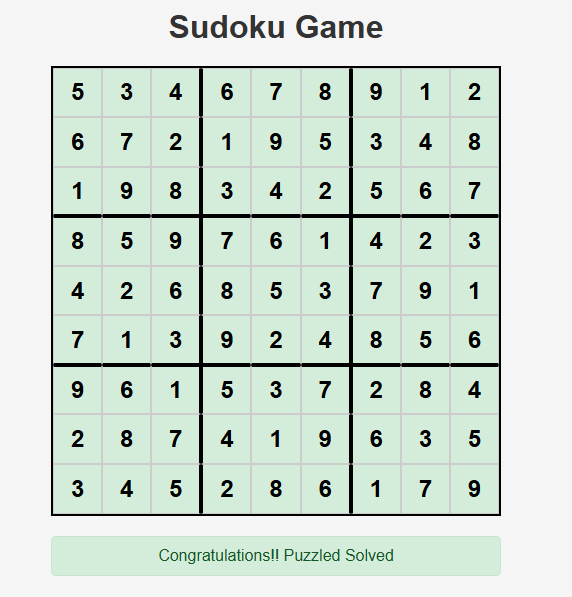 Sudoku Game
5 3 4 6 7 8 9 1 2
6 7 2 1 9 5 3 4 8
1 9 8 3 4 2 5 6 7
8 5 9 7 6 1 4 2 3
4 2 6 8 5 3 7 9 1
7 1 3 9 2 4 8 5 6
9 6 1 5 3 7 2 8 4
2 8 7 4 1 9 6 3 5
3 4 5 2 8 6 1 7 9
Congratulations!! Puzzled Solved